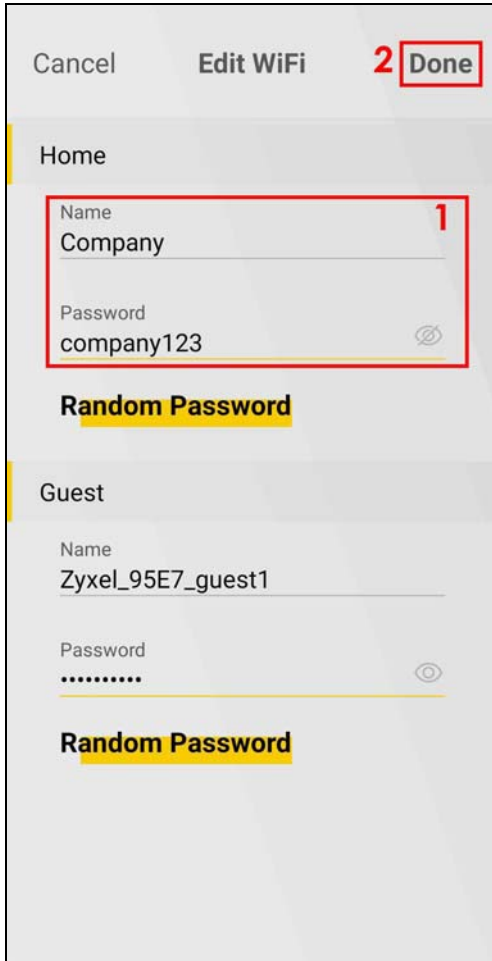 Cancel Edit WiFi 2 Done
Home
1
Name
Company
Password
company123
Random Password
Guest
Name
Zyxel_95E7_guest1
Password
••••••••••
Random Password